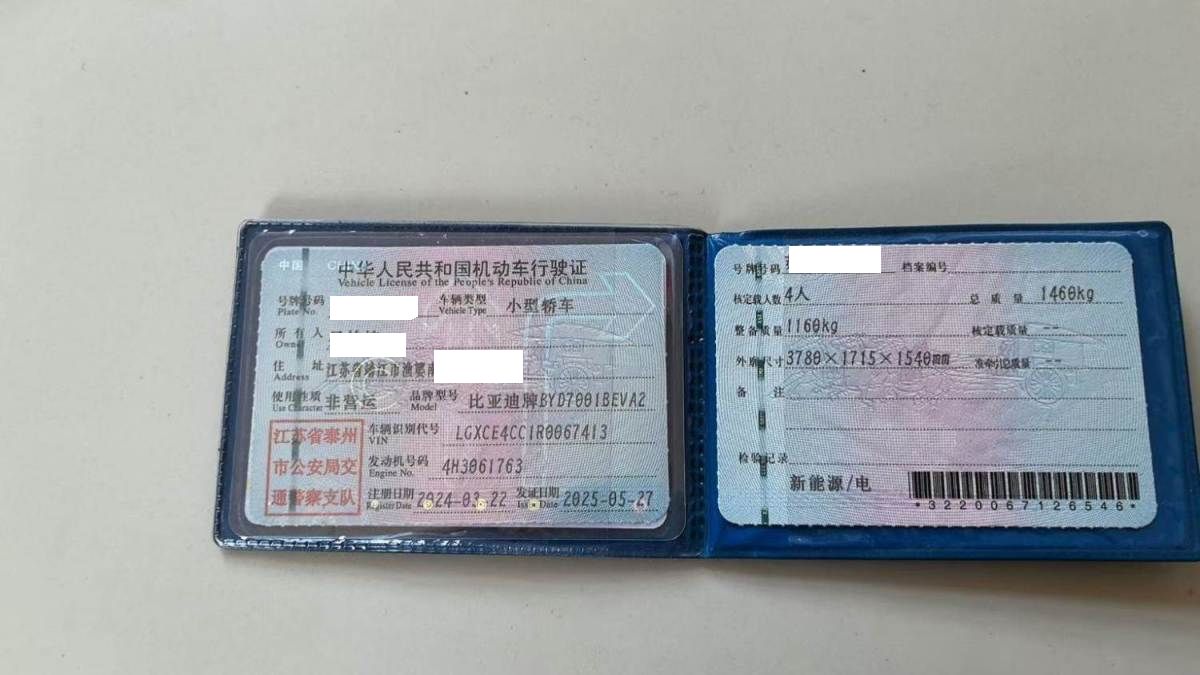 中国 CHINA
中华人民共和国机动车行驶证
Vehicle License of the People's Republic of China
号牌号码
Plate No.
车辆类型 小型轿车
Vehicle Type
所有人
Owner
住址 江苏省靖江市
Address
使用性质 非营运
Use Character
品牌型号 比亚迪牌BYD7001BEVA2
Model
江苏省泰州
市公安局交
通警察支队
车辆识别代号 LGXCE4CC1R0067413
VIN
发动机号码 4H3061763
Engine No.
注册日期 2024-03-22
Register Date
发证日期 2025-05-27
Issue Date
号牌号码 档案编号
核定载人数 4人 总质量 1460kg
整备质量 1160kg 核定载质量 --
外廓尺寸 3780×1715×1540mm 准牵引总质量 --
备注
检验记录
新能源/电
*3220067126546*